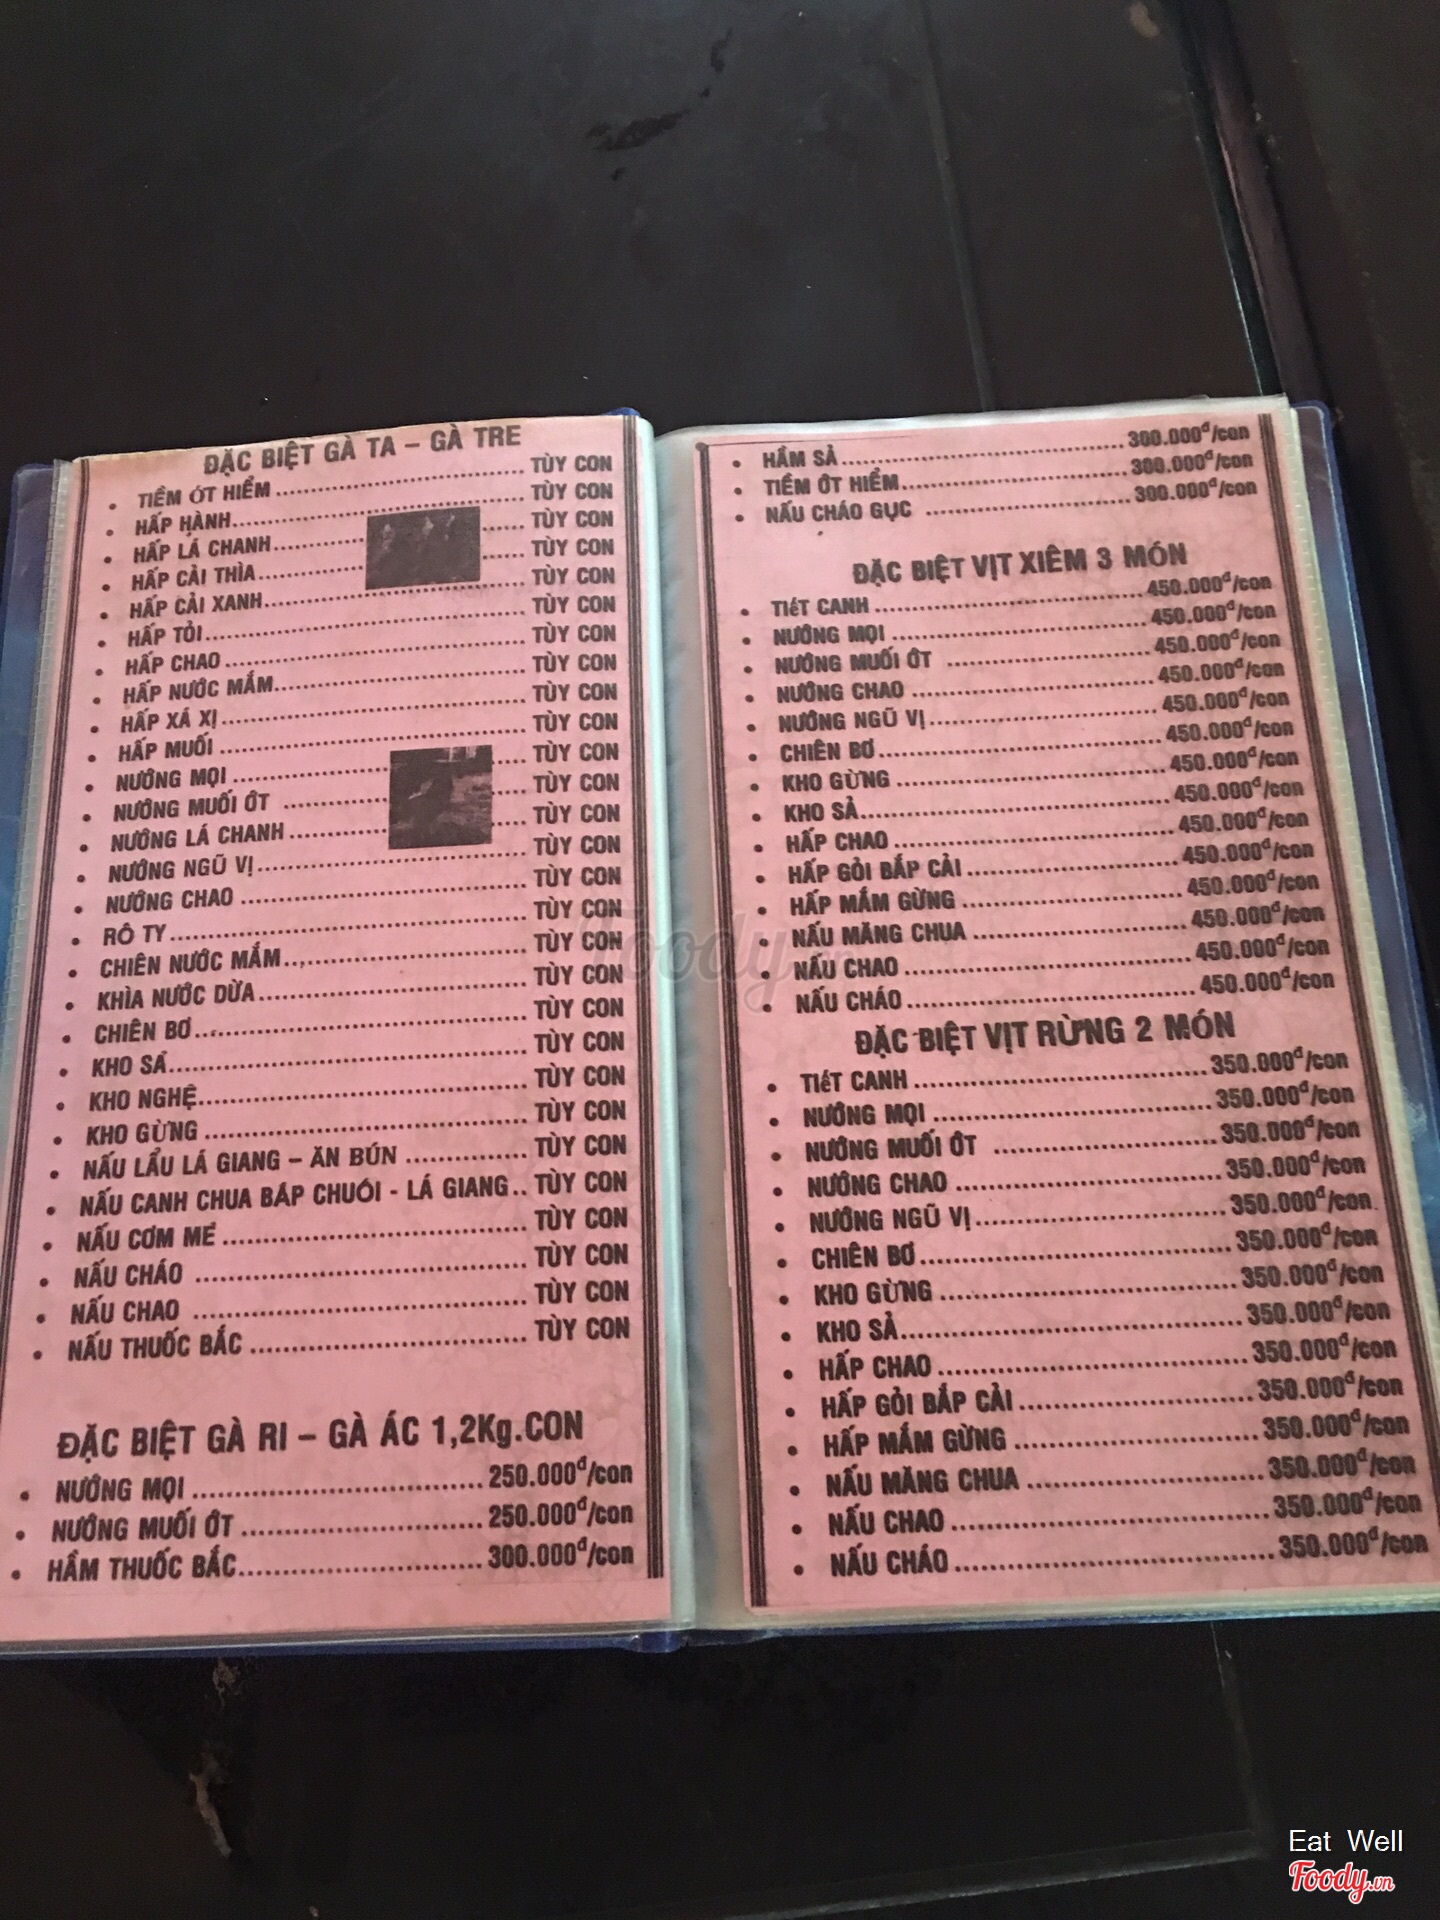 ĐẶC BIỆT GÀ TA – GÀ TRE
• TIỀM ỚT HIỂM ........ TÙY CON
• HẤP HÀNH ........ TÙY CON
• HẤP LÁ CHANH ........ TÙY CON
• HẤP CẢI THÌA ........ TÙY CON
• HẤP CẢI XANH ........ TÙY CON
• HẤP TỎI ........ TÙY CON
• HẤP CHAO ........ TÙY CON
• HẤP NƯỚC MẮM ........ TÙY CON
• HẤP XÁ XỊ ........ TÙY CON
• HẤP MUỐI ........ TÙY CON
• NƯỚNG MỌI ........ TÙY CON
• NƯỚNG MUỐI ỚT ........ TÙY CON
• NƯỚNG LÁ CHANH ........ TÙY CON
• NƯỚNG NGŨ VỊ ........ TÙY CON
• NƯỚNG CHAO ........ TÙY CON
• RÔ TY ........ TÙY CON
• CHIÊN NƯỚC MẮM ........ TÙY CON
• KHÌA NƯỚC DỪA ........ TÙY CON
• CHIÊN BƠ ........ TÙY CON
• KHO SẢ ........ TÙY CON
• KHO NGHỆ ........ TÙY CON
• KHO GỪNG ........ TÙY CON
• NẤU LẨU LÁ GIANG – ĂN BÚN ........ TÙY CON
• NẤU CANH CHUA BẮP CHUỐI - LÁ GIANG.. TÙY CON
• NẤU CƠM MẺ ........ TÙY CON
• NẤU CHÁO ........ TÙY CON
• NẤU CHAO ........ TÙY CON
• NẤU THUỐC BẮC ........ TÙY CON
ĐẶC BIỆT GÀ RI – GÀ ÁC 1,2Kg.CON
• NƯỚNG MỌI ........ 250.000đ/con
• NƯỚNG MUỐI ỚT ........ 250.000đ/con
• HẦM THUỐC BẮC ........ 300.000đ/con
• HẦM SẢ ........ 300.000đ/con
• TIỀM ỚT HIỂM ........ 300.000đ/con
• NẤU CHÁO GỤC ........ 300.000đ/con
ĐẶC BIỆT VỊT XIÊM 3 MÓN
• TIếT CANH ........ 450.000đ/con
• NƯỚNG MỌI ........ 450.000đ/con
• NƯỚNG MUỐI ỚT ........ 450.000đ/con
• NƯỚNG CHAO ........ 450.000đ/con
• NƯỚNG NGŨ VỊ ........ 450.000đ/con
• CHIÊN BƠ ........ 450.000đ/con
• KHO GỪNG ........ 450.000đ/con
• KHO SẢ ........ 450.000đ/con
• HẤP CHAO ........ 450.000đ/con
• HẤP GỎI BẮP CẢI ........ 450.000đ/con
• HẤP MẮM GỪNG ........ 450.000đ/con
• NẤU MĂNG CHUA ........ 450.000đ/con
• NẤU CHAO ........ 450.000đ/con
• NẤU CHÁO ........ 450.000đ/con
ĐẶC BIỆT VỊT RỪNG 2 MÓN
• TIếT CANH ........ 350.000đ/con
• NƯỚNG MỌI ........ 350.000đ/con
• NƯỚNG MUỐI ỚT ........ 350.000đ/con
• NƯỚNG CHAO ........ 350.000đ/con
• NƯỚNG NGŨ VỊ ........ 350.000đ/con
• CHIÊN BƠ ........ 350.000đ/con
• KHO GỪNG ........ 350.000đ/con
• KHO SẢ ........ 350.000đ/con
• HẤP CHAO ........ 350.000đ/con
• HẤP GỎI BẮP CẢI ........ 350.000đ/con
• HẤP MẮM GỪNG ........ 350.000đ/con
• NẤU MĂNG CHUA ........ 350.000đ/con
• NẤU CHAO ........ 350.000đ/con
• NẤU CHÁO ........ 350.000đ/con
foody
Eat Well
Foody.vn